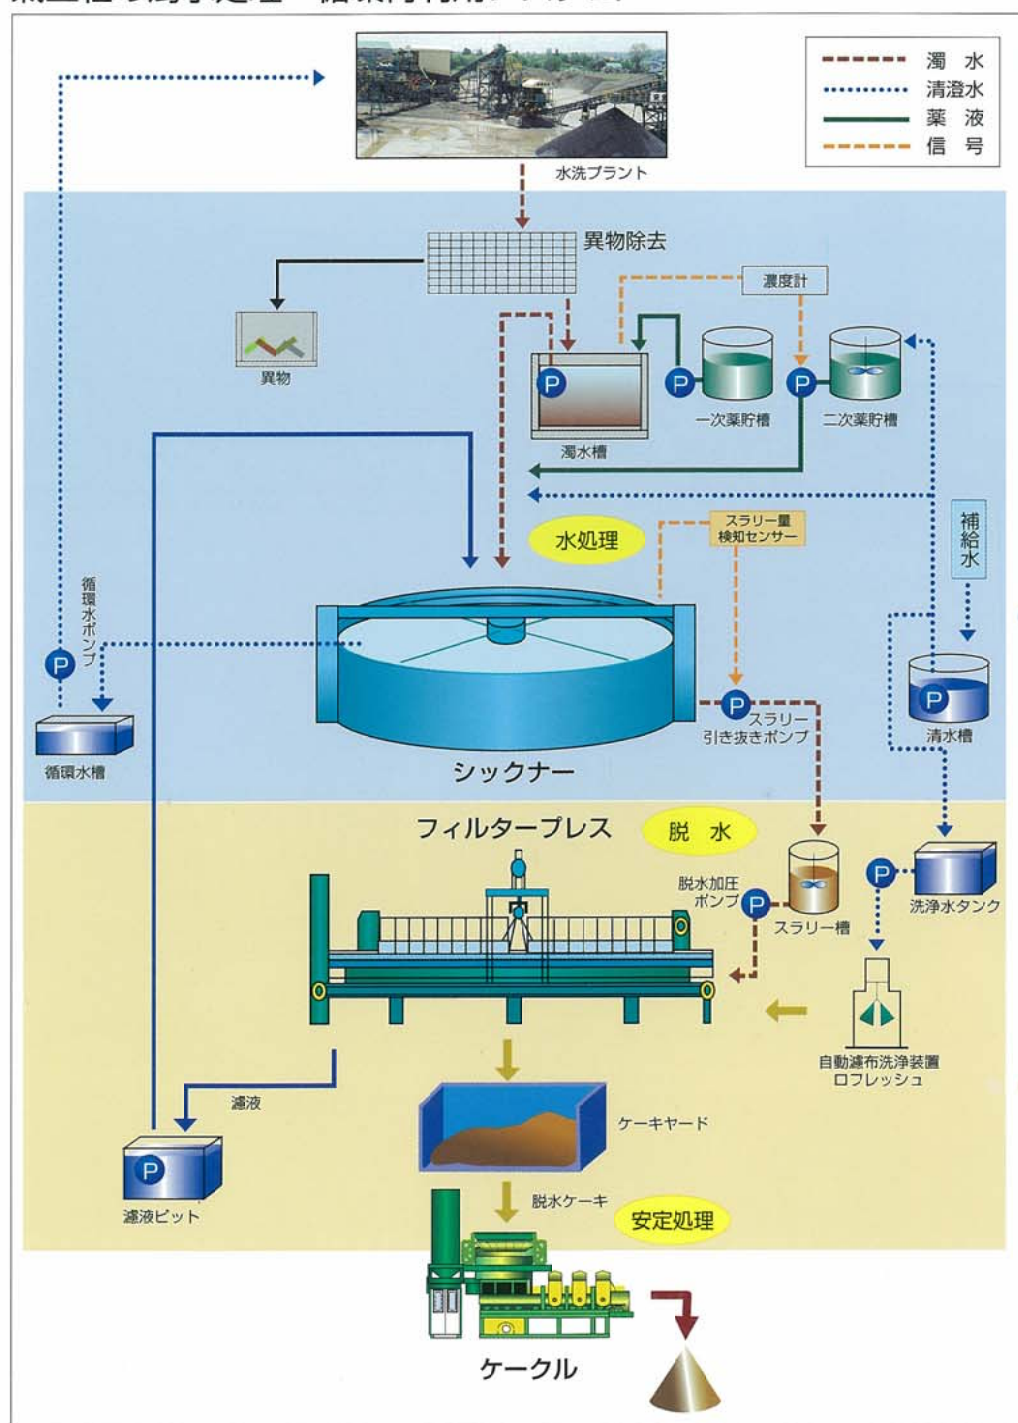 濁 水
清澄水
薬 液
信 号
水洗プラント
異物除去
濃度計
異物
P
P
P
一次薬貯槽
二次薬貯槽
濁水槽
水処理
スラリー量
検知センサー
補給水
循環水ポンプ
P
P
P
スラリー
引き抜きポンプ
清水槽
循環水槽
シックナー
フィルタープレス
脱 水
脱水加圧
ポンプ
P
P
スラリー槽
洗浄水タンク
自動濾布洗浄装置
ロフレッシュ
濾液
ケーキヤード
P
濾液ピット
脱水ケーキ
安定処理
ケークル